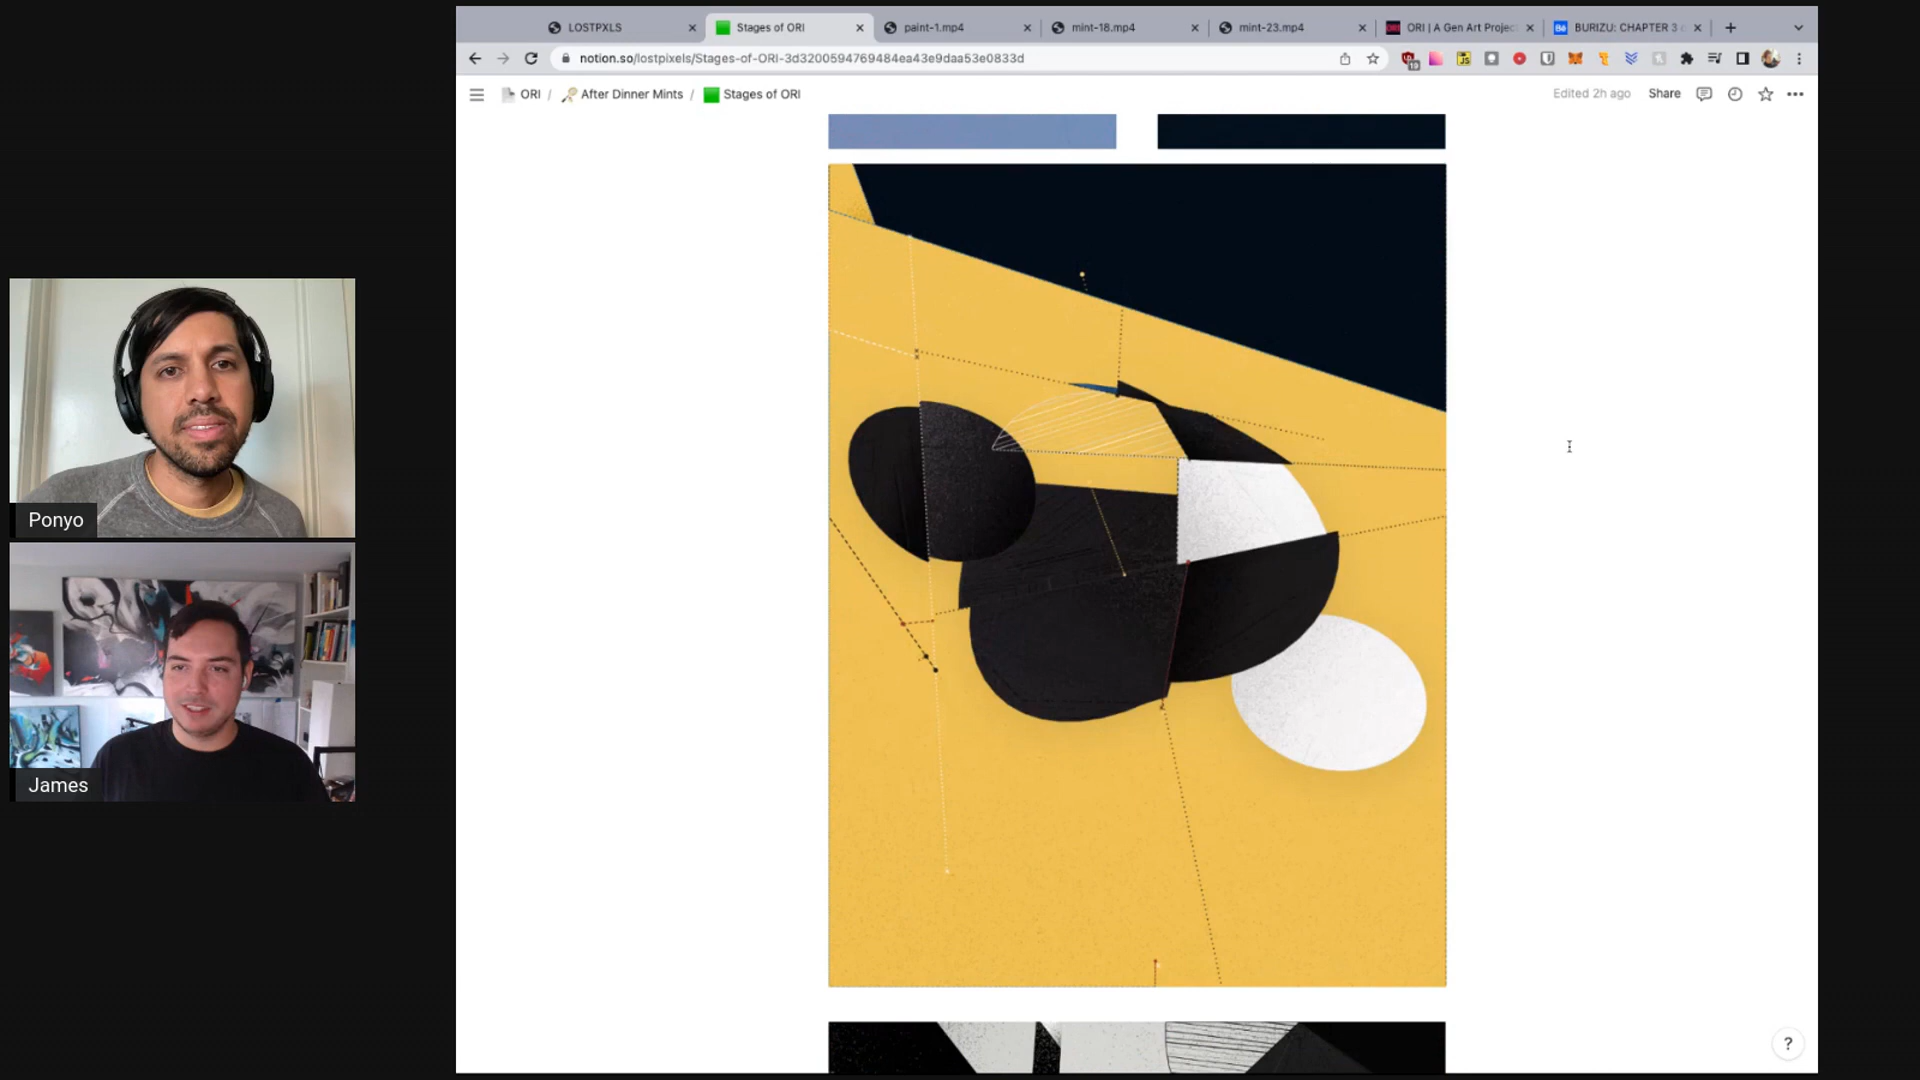 LOSTPXLS
Stages of ORI
paint-1.mp4
mint-18.mp4
mint-23.mp4
ORI | A Gen Art Projec
BURIZU: CHAPTER 3
notion.so/lostpixels/Stages-of-ORI-3d3200594769484ea43e9daa53e0833d
ORI / After Dinner Mints / Stages of ORI
Edited 2h ago
Share
Ponyo
James
?